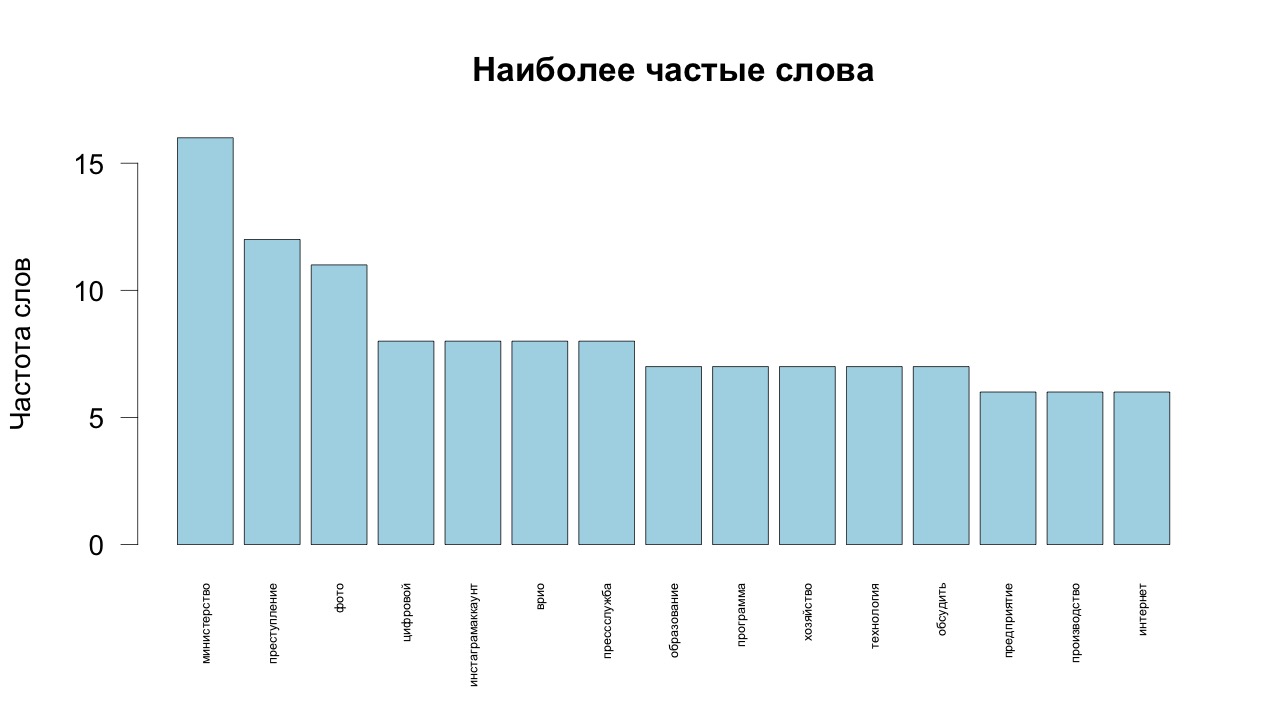 Наиболее частые слова
Частота слов
15
10
5
0
министерство
преступление
фото
цифровой
инстаграмаккаунт
врио
прессслужба
образование
программа
хозяйство
технология
обсудить
предприятие
производство
интернет